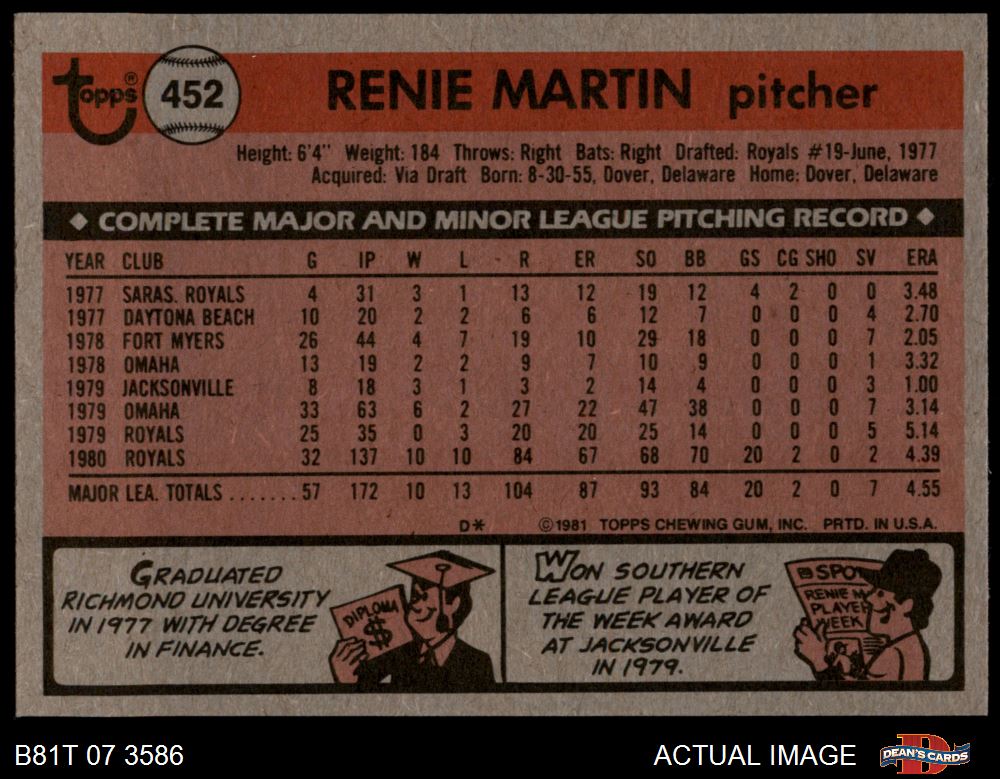 topps®
452
RENIE MARTIN pitcher
Height: 6'4" Weight: 184 Throws: Right Bats: Right Drafted: Royals #19-June, 1977
Acquired: Via Draft Born: 8-30-55, Dover, Delaware Home: Dover, Delaware
◆ COMPLETE MAJOR AND MINOR LEAGUE PITCHING RECORD ◆
YEAR CLUB G IP W L R ER SO BB GS CG SHO SV ERA
1977 SARAS. ROYALS 4 31 3 1 13 12 19 12 4 2 0 0 3.48
1977 DAYTONA BEACH 10 20 2 2 6 6 12 7 0 0 0 4 2.70
1978 FORT MYERS 26 44 4 7 19 10 29 18 0 0 0 7 2.05
1978 OMAHA 13 19 2 2 9 7 10 9 0 0 0 1 3.32
1979 JACKSONVILLE 8 18 3 1 3 2 14 4 0 0 0 3 1.00
1979 OMAHA 33 63 6 2 27 22 47 38 0 0 0 7 3.14
1979 ROYALS 25 35 0 3 20 20 25 14 0 0 0 5 5.14
1980 ROYALS 32 137 10 10 84 67 68 70 20 2 0 2 4.39
MAJOR LEA. TOTALS .......57 172 10 13 104 87 93 84 20 2 0 7 4.55
D* ©1981 TOPPS CHEWING GUM, INC. PRTD. IN U.S.A.
GRADUATED
RICHMOND UNIVERSITY
IN 1977 WITH DEGREE
IN FINANCE.
DIPLOMA
$
WON SOUTHERN
LEAGUE PLAYER OF
THE WEEK AWARD
AT JACKSONVILLE
IN 1979.
SPO
RENIE M
PLAYER
WEEK
B81T 07 3586
ACTUAL IMAGE
DEAN'S CARDS